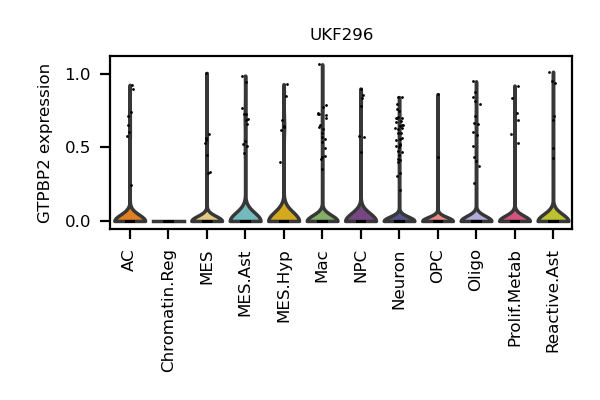 UKF296
GTPBP2 expression
1.0
0.5
0.0
AC
Chromatin.Reg
MES
MES.Ast
MES.Hyp
Mac
NPC
Neuron
OPC
Oligo
Prolif.Metab
Reactive.Ast